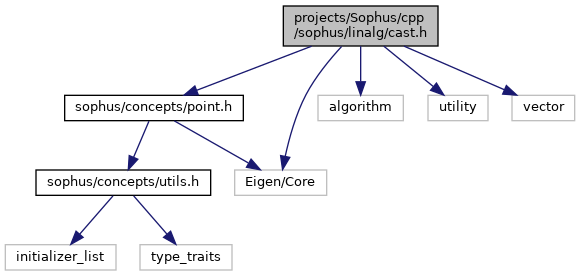 projects/Sophus/cpp
/sophus/linalg/cast.h
sophus/concepts/point.h
algorithm
utility
vector
sophus/concepts/utils.h
Eigen/Core
initializer_list
type_traits